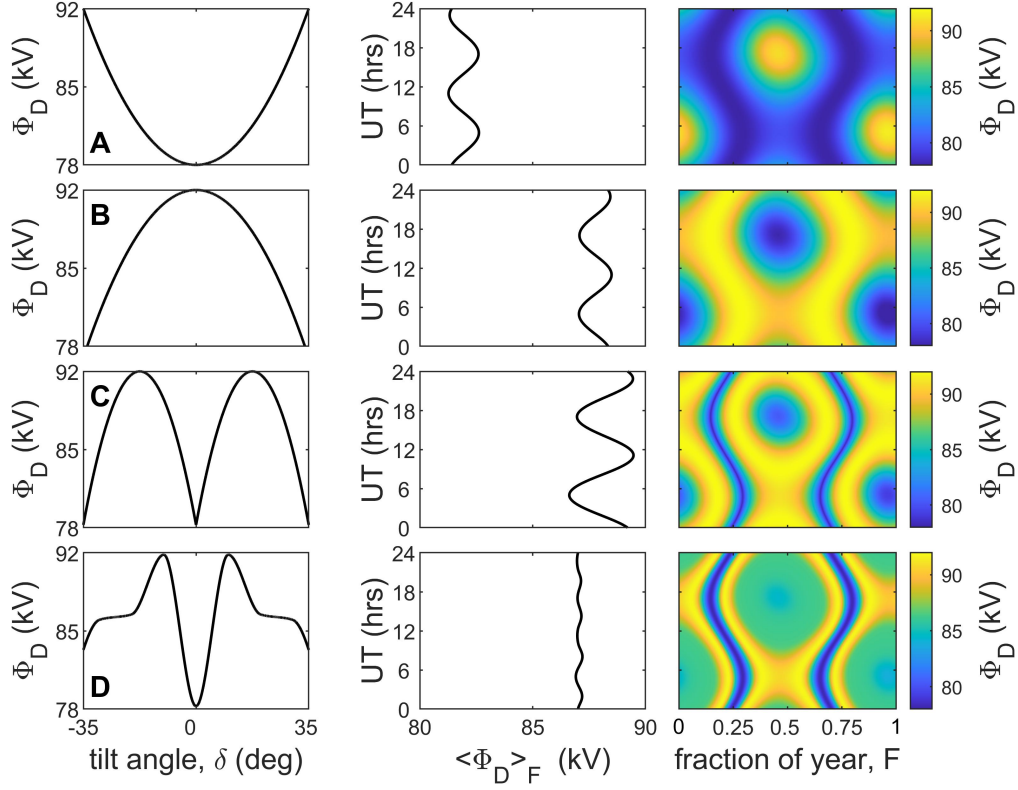 92
85
78
Φ_D (kV)
A
24
18
12
6
0
UT (hrs)
90
85
80
Φ_D (kV)
92
85
78
Φ_D (kV)
B
24
18
12
6
0
UT (hrs)
90
85
80
Φ_D (kV)
92
85
78
Φ_D (kV)
C
24
18
12
6
0
UT (hrs)
90
85
80
Φ_D (kV)
92
85
78
Φ_D (kV)
D
-35 0 35
tilt angle, δ (deg)
24
18
12
6
0
UT (hrs)
80 85 90
<Φ_D>_F (kV)
0 0.25 0.5 0.75 1
fraction of year, F
90
85
80
Φ_D (kV)